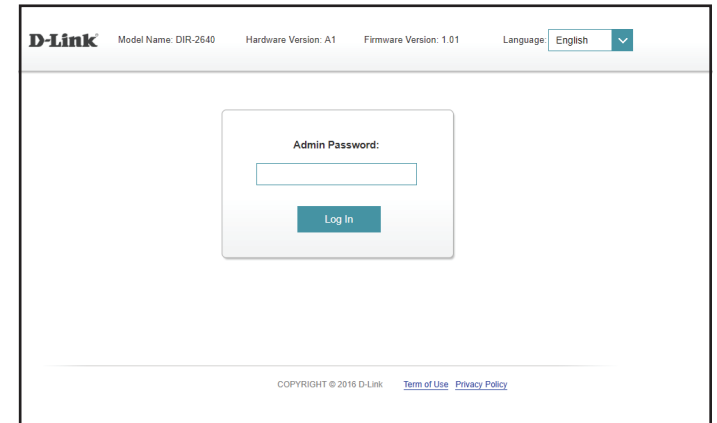 D-Link Model Name: DIR-2640 Hardware Version: A1 Firmware Version: 1.01 Language: English
Admin Password:
Log In
COPYRIGHT © 2016 D-Link Term of Use Privacy Policy